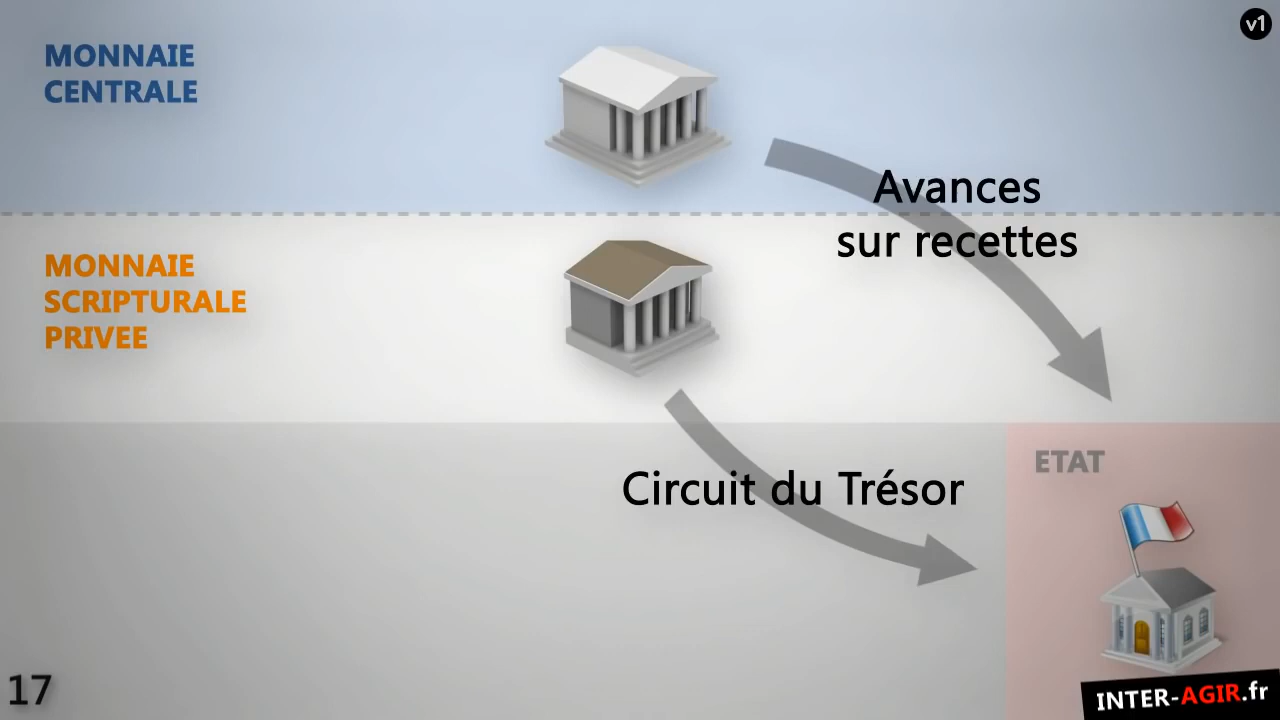 v1
MONNAIE
CENTRALE
Avances
sur recettes
MONNAIE
SCRIPTURALE
PRIVEE
ETAT
Circuit du Trésor
17
INTER-AGIR.fr